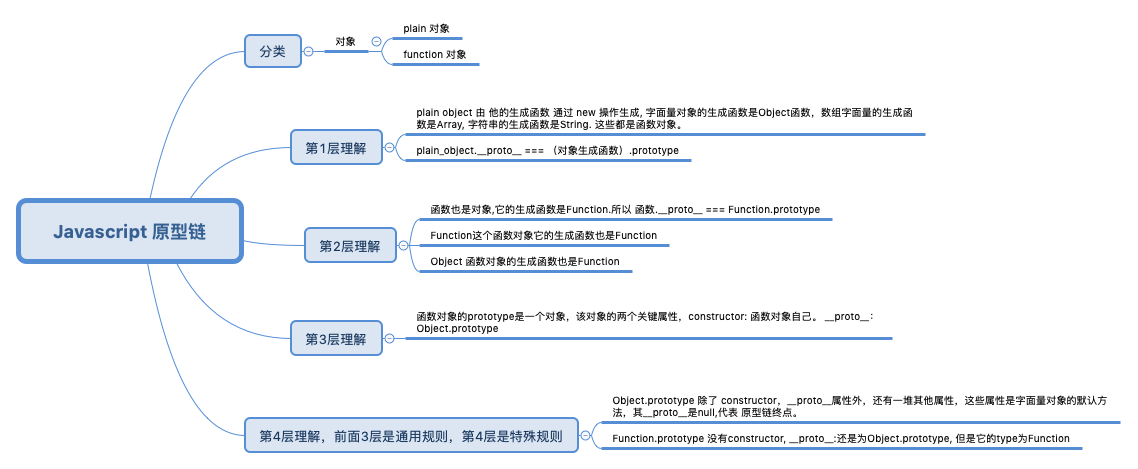 plain 对象
对象
分类
function 对象
plain object 由 他的生成函数 通过 new 操作生成, 字面量对象的生成函数是Object函数，数组字面量的生成函
数是Array, 字符串的生成函数是String. 这些都是函数对象。
第1层理解
plain_object.__proto__ === （对象生成函数）.prototype
Javascript 原型链
函数也是对象,它的生成函数是Function.所以 函数.__proto__ === Function.prototype
Function这个函数对象它的生成函数也是Function
第2层理解
Object 函数对象的生成函数也是Function
函数对象的prototype是一个对象，该对象的两个关键属性，constructor: 函数对象自己。 __proto__：
Object.prototype
第3层理解
Object.prototype 除了 constructor，__proto__属性外，还有一堆其他属性，这些属性是字面量对象的默认方
法，其__proto__是null,代表 原型链终点。
第4层理解，前面3层是通用规则，第4层是特殊规则
Function.prototype 没有constructor, __proto__:还是为Object.prototype, 但是它的type为Function